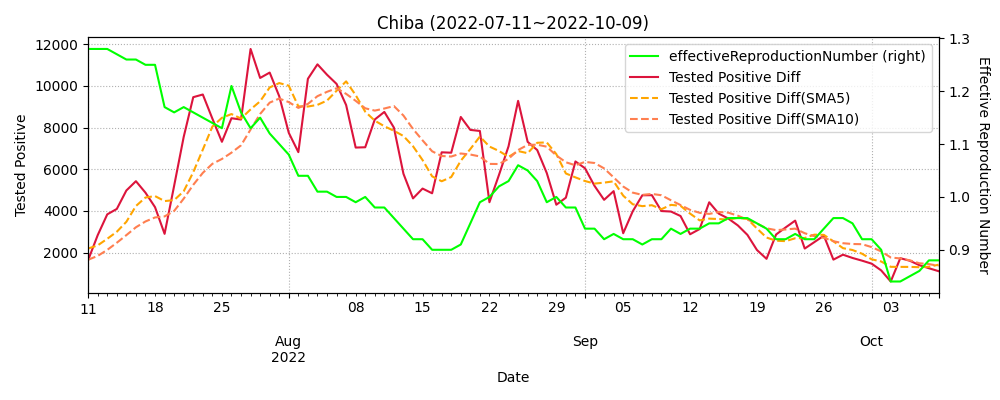 Chiba (2022-07-11~2022-10-09)
12000
10000
8000
6000
4000
2000
Tested Positive
1.3
1.2
1.1
1.0
0.9
Effective Reproduction Number
effectiveReproductionNumber (right)
Tested Positive Diff
Tested Positive Diff(SMA5)
Tested Positive Diff(SMA10)
11 18 25 08 15 22 29 05 12 19 26 03
Aug Sep Oct
2022
Date